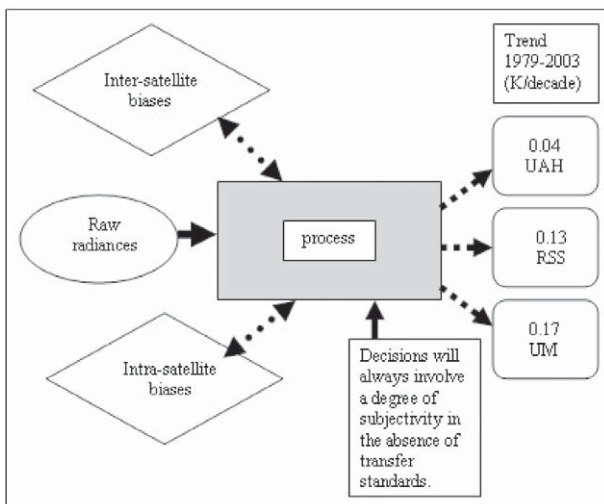 Inter-satellite
biases
Trend
1979-2003
(K/decade)
0.04
UAH
Raw
radiances
process
0.13
RSS
Intra-satellite
biases
Decisions will
always involve
a degree of
subjectivity in
the absence of
transfer
standards.
0.17
UM